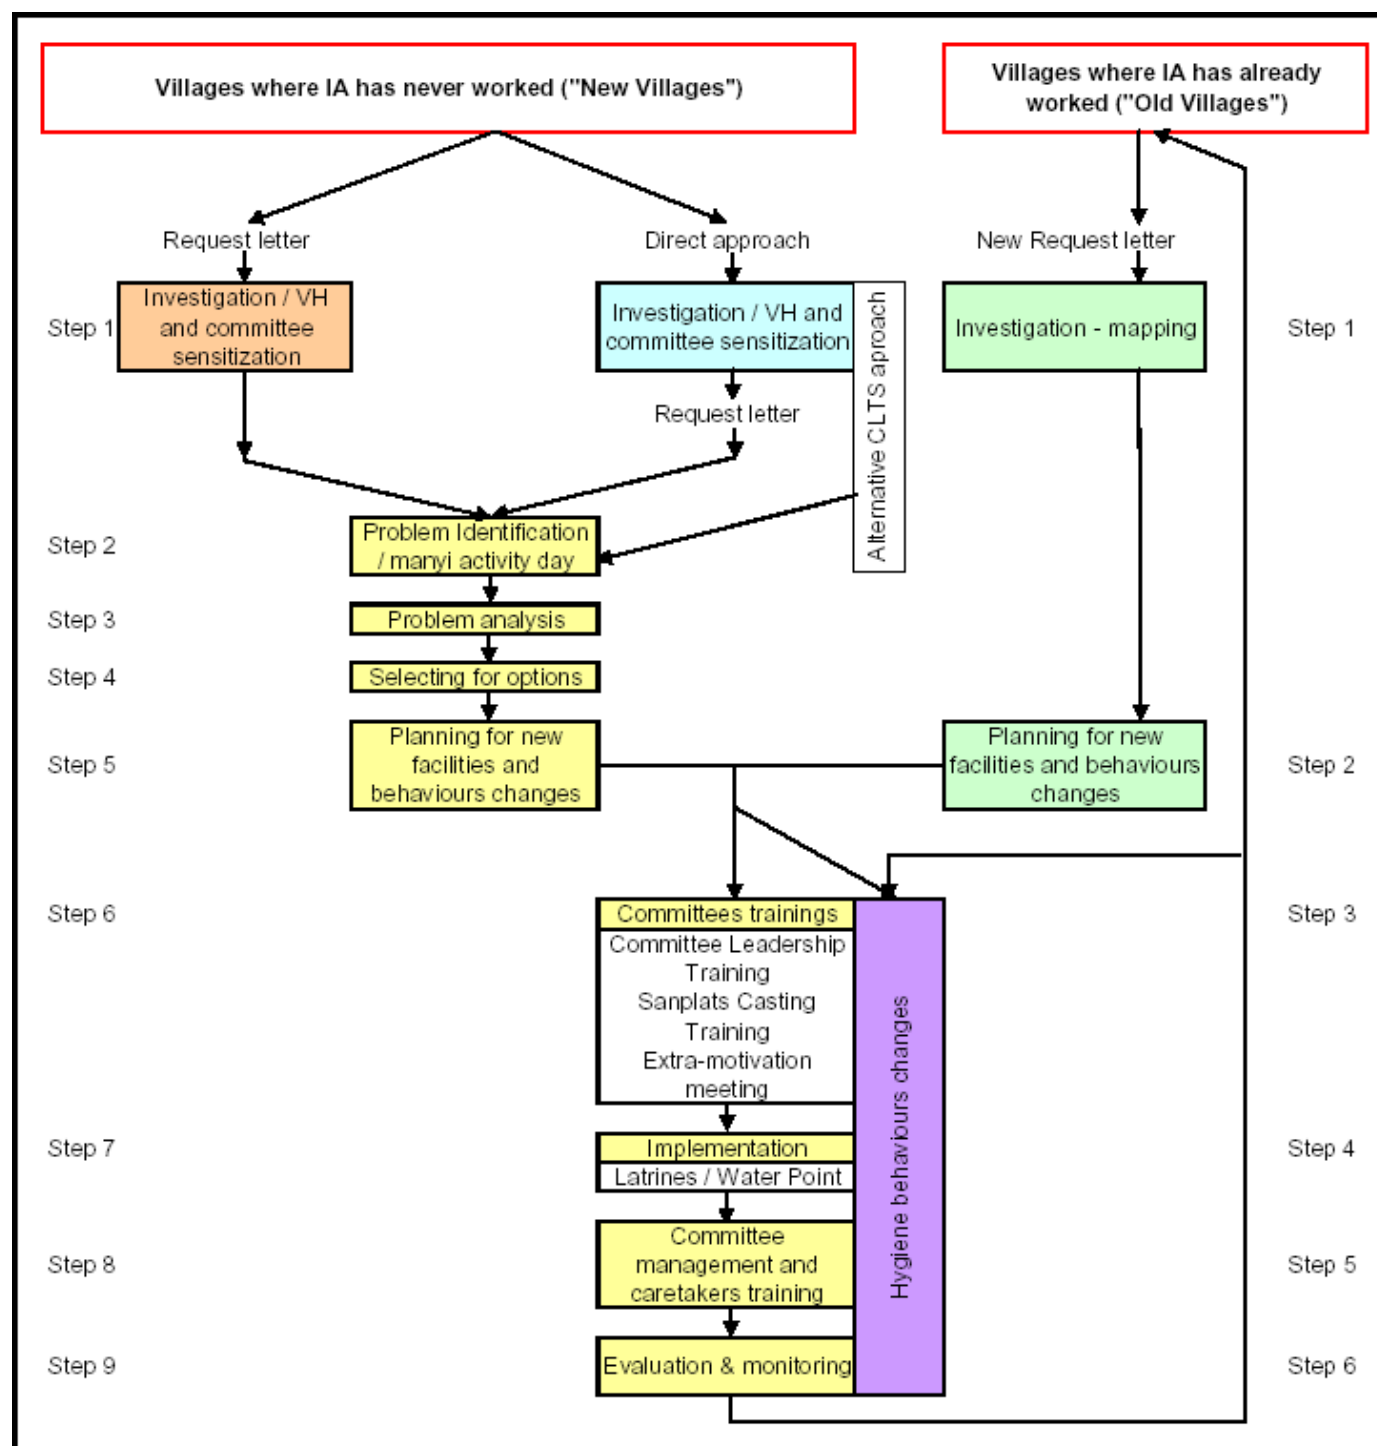 Villages where IA has never worked ("New Villages")
Villages where IA has already
worked ("Old Villages")
Request letter
Direct approach
New Request letter
Step 1
Investigation / VH
and committee
sensitization
Investigation / VH and
committee sensitization
Alternative CLTS aproach
Investigation - mapping
Step 1
Request letter
Step 2
Problem Identification
/ manyi activity day
Step 3
Problem analysis
Step 4
Selecting for options
Step 5
Planning for new
facilities and
behaviours changes
Planning for new
facilities and behaviours
changes
Step 2
Step 6
Committees trainings
Committee Leadership
Training
Sanplats Casting
Training
Extra-motivation
meeting
Hygiene behaviours changes
Step 3
Step 7
Implementation
Latrines / Water Point
Step 4
Step 8
Committee
management and
caretakers training
Step 5
Step 9
Evaluation & monitoring
Step 6